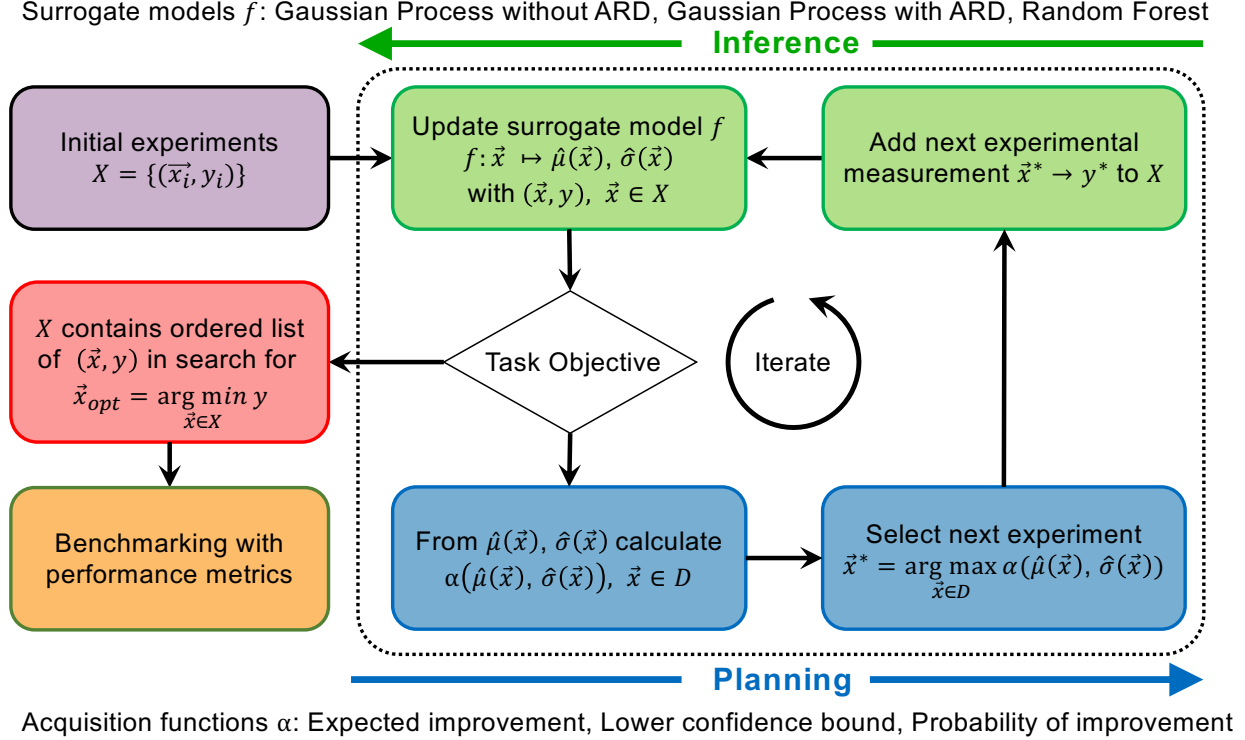 Surrogate models 𝑓: Gaussian Process without ARD, Gaussian Process with ARD, Random Forest
Inference
Initial experiments
𝑋 = {(𝑥ᵢ⃗, 𝑦ᵢ)}
Update surrogate model 𝑓
𝑓: 𝑥⃗ ↦ μ̂(𝑥⃗), σ̂(𝑥⃗)
with (𝑥⃗, 𝑦), 𝑥⃗ ∈ 𝑋
Add next experimental
measurement 𝑥⃗* → 𝑦* to 𝑋
𝑋 contains ordered list
of (𝑥⃗, 𝑦) in search for
𝑥⃗ₒₚₜ = arg min 𝑦
𝑥⃗∈𝑋
Task Objective
Iterate
Benchmarking with
performance metrics
From μ̂(𝑥⃗), σ̂(𝑥⃗) calculate
α(μ̂(𝑥⃗), σ̂(𝑥⃗)), 𝑥⃗ ∈ 𝐷
Select next experiment
𝑥⃗* = arg max 𝛼(μ̂(𝑥⃗), σ̂(𝑥⃗))
𝑥⃗∈𝐷
Planning
Acquisition functions α: Expected improvement, Lower confidence bound, Probability of improvement